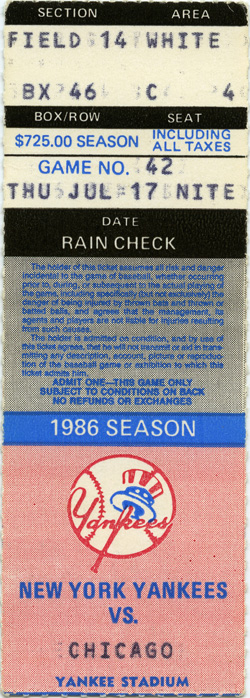 SECTION AREA
FIELD 14 WHITE
BX 46 C 4
BOX/ROW SEAT
$725.00 SEASON INCLUDING ALL TAXES
GAME NO. 42
THU JUL 17 NITE
DATE
RAIN CHECK
The holder of this ticket assumes all risk and danger
incidental to the game of baseball, whether occuring
prior to, during, or subsequent to the actual playing of
the game, including specifically (but not exclusively) the
danger of being injured by thrown bats and thrown or
batted balls, and agrees that the management, its
agents and players are not liable for injuries resulting
from such causes.
The holder is admitted on condition, and by use of
this ticket agrees, that he will not transmit or aid in trans-
mitting any description, account, picture or reproduc-
tion of the baseball game or exhibition to which this
ticket admits him.
ADMIT ONE—THIS GAME ONLY
SUBJECT TO CONDITIONS ON BACK
NO REFUNDS OR EXCHANGES
1986 SEASON
Yankees
NEW YORK YANKEES
VS.
CHICAGO
YANKEE STADIUM